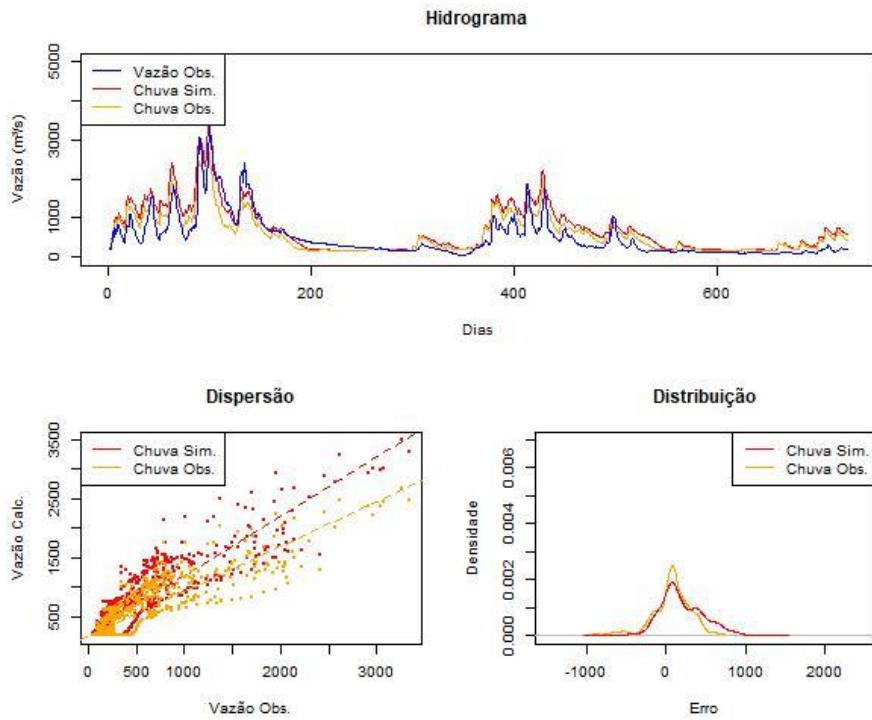 Hidrograma
Vazão (m³/s)
5000
3000
1000
0
Vazão Obs.
Chuva Sim.
Chuva Obs.
0 200 400 600
Dias
Dispersão
Vazão Calc.
3500
2500
1500
500
Chuva Sim.
Chuva Obs.
0 500 1000 2000 3000
Vazão Obs.
Distribuição
Densidade
0.006
0.004
0.002
0.000
Chuva Sim.
Chuva Obs.
-1000 0 1000 2000
Erro